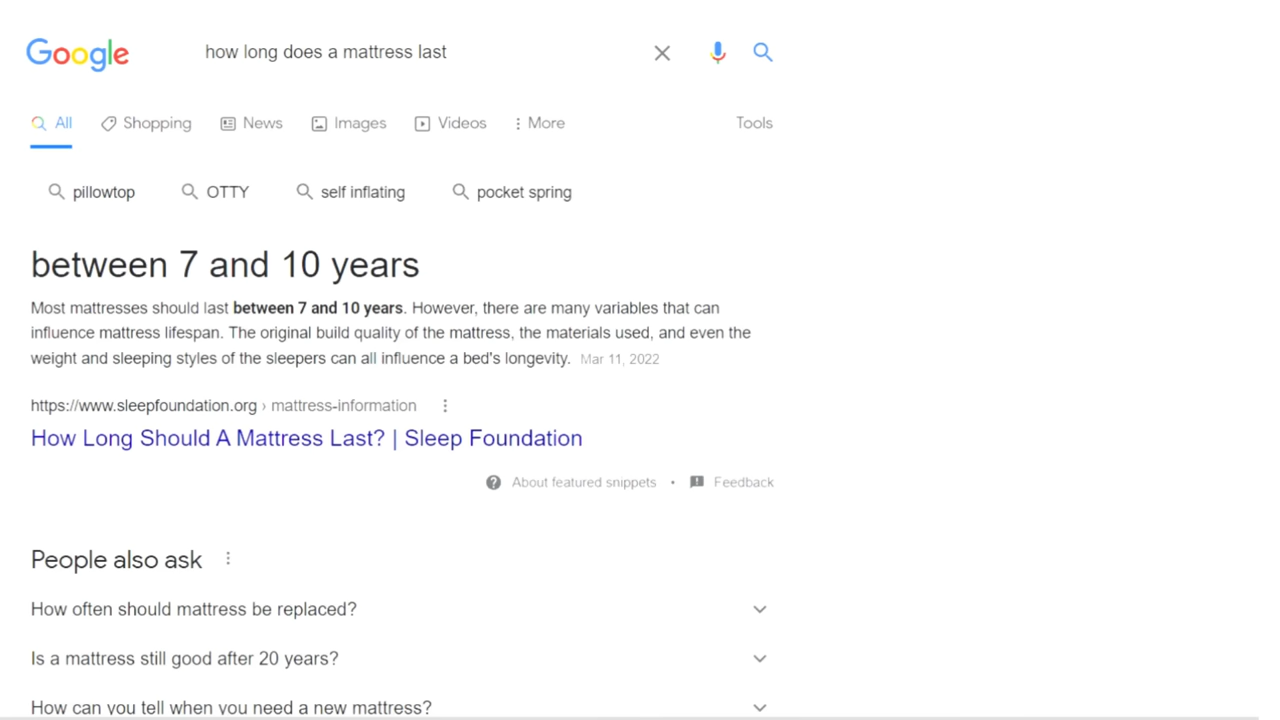 Google how long does a mattress last
All Shopping News Images Videos More Tools
pillowtop OTTY self inflating pocket spring
between 7 and 10 years
Most mattresses should last between 7 and 10 years. However, there are many variables that can
influence mattress lifespan. The original build quality of the mattress, the materials used, and even the
weight and sleeping styles of the sleepers can all influence a bed's longevity. Mar 11, 2022
https://www.sleepfoundation.org › mattress-information
How Long Should A Mattress Last? | Sleep Foundation
About featured snippets • Feedback
People also ask
How often should mattress be replaced?
Is a mattress still good after 20 years?
How can you tell when you need a new mattress?